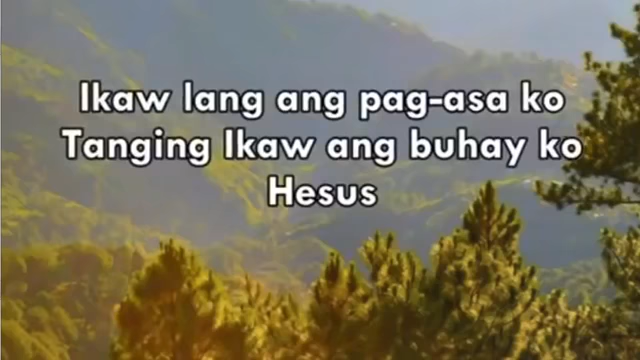 Ikaw lang ang pag-asa ko
Tanging Ikaw ang buhay ko
Hesus